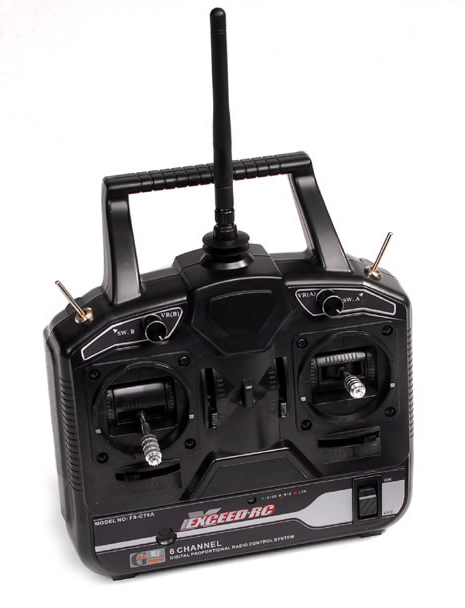 VR(A)
SW. A
VR(B)
SW. B
ON
OFF
MODEL NO: FS-CT6A
EXCEED-RC
6 CHANNEL
DIGITAL PROPORTIONAL RADIO CONTROL SYSTEM